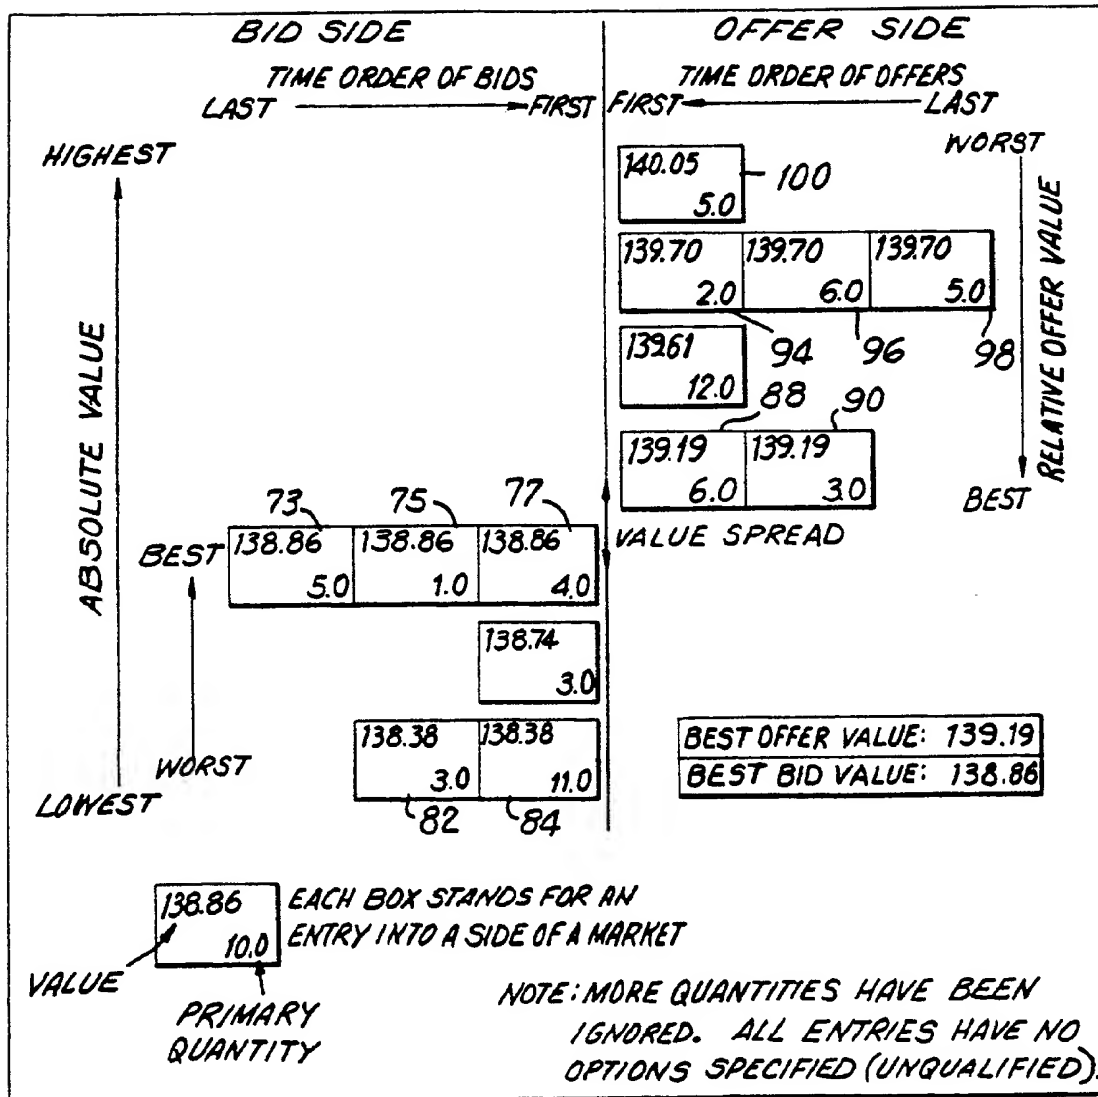 BID SIDE
OFFER SIDE
TIME ORDER OF BIDS
LAST FIRST
TIME ORDER OF OFFERS
FIRST LAST
HIGHEST
WORST
140.05
5.0
100
139.70 139.70 139.70
2.0 6.0 5.0
94 96 98
13961
12.0
88 90
139.19 139.19
6.0 3.0
RELATIVE OFFER VALUE
BEST
VALUE SPREAD
ABSOLUTE VALUE
73 75 77
BEST
138.86 138.86 138.86
5.0 1.0 4.0
138.74
3.0
138.38 138.38
3.0 11.0
82 84
WORST
LOWEST
BEST OFFER VALUE: 139.19
BEST BID VALUE: 138.86
138.86
10.0
EACH BOX STANDS FOR AN
ENTRY INTO A SIDE OF A MARKET
VALUE
PRIMARY
QUANTITY
NOTE: MORE QUANTITIES HAVE BEEN
IGNORED. ALL ENTRIES HAVE NO
OPTIONS SPECIFIED (UNQUALIFIED).